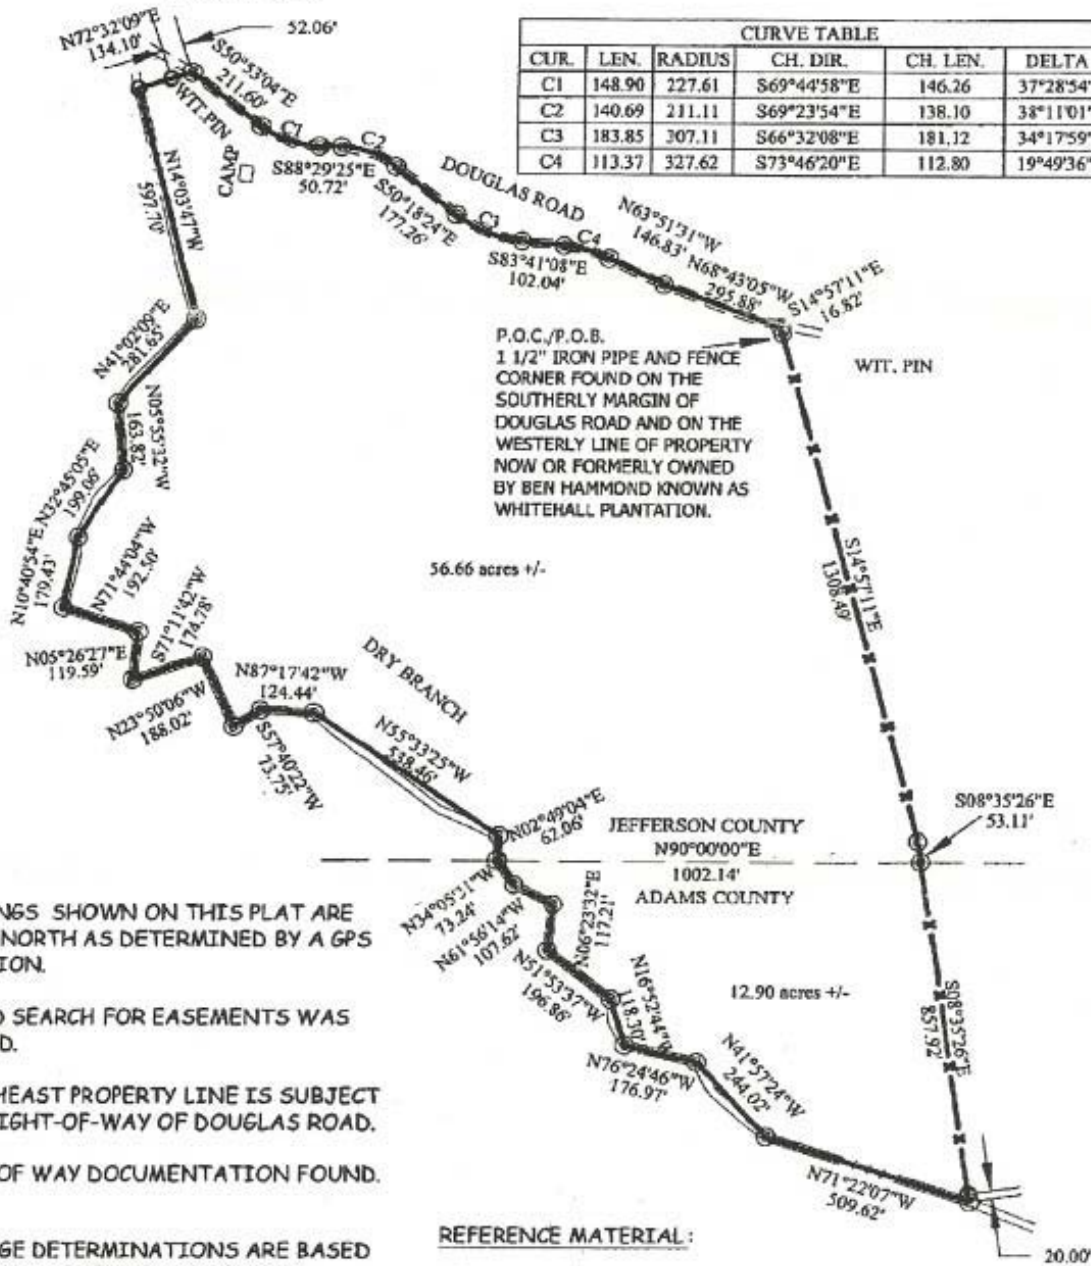 52.06'
N72°32'09"E
134.10'
S50°53'04"E
211.60'
WIT.PIN
CAMP
C1
S88°29'25"E
50.72'
C2
S50°18'24"E
177.26'
DOUGLAS ROAD
C3
S83°41'08"E
102.04'
C4
N63°51'31"W
146.83'
N68°43'05"W
295.88'
S14°57'11"E
16.82'
CURVE TABLE
CUR. LEN. RADIUS CH. DIR. CH. LEN. DELTA
C1 148.90 227.61 S69°44'58"E 146.26 37°28'54"
C2 140.69 211.11 S69°23'54"E 138.10 38°11'01"
C3 183.85 307.11 S66°32'08"E 181.12 34°17'59"
C4 113.37 327.62 S73°46'20"E 112.80 19°49'36"
N14°03'47"W
597.70'
N41°02'09"E
281.65'
N05°55'32"W
163.82'
N32°45'05"E
199.06'
N10°40'54"E
179.43'
N71°44'04"W
192.50'
N05°26'27"E
119.59'
S71°11'42"W
174.78'
N23°50'06"W
188.02'
N87°17'42"W
124.44'
S57°40'22"W
73.75'
P.O.C./P.O.B.
1 1/2" IRON PIPE AND FENCE
CORNER FOUND ON THE
SOUTHERLY MARGIN OF
DOUGLAS ROAD AND ON THE
WESTERLY LINE OF PROPERTY
NOW OR FORMERLY OWNED
BY BEN HAMMOND KNOWN AS
WHITEHALL PLANTATION.
WIT. PIN
56.66 acres +/-
S14°57'11"E
1308.49'
DRY BRANCH
N55°33'25"W
538.46'
N02°49'04"E
62.06'
JEFFERSON COUNTY
N90°00'00"E
1002.14'
ADAMS COUNTY
S08°35'26"E
53.11'
N34°05'31"W
73.24'
N61°56'14"W
107.62'
N06°23'32"E
117.21'
N51°53'37"W
196.86'
N16°52'44"W
118.30'
N76°24'46"W
176.97'
12.90 acres +/-
N41°57'24"W
244.02'
S08°35'26"E
857.92'
N71°22'07"W
509.62'
20.00'
NGS SHOWN ON THIS PLAT ARE
NORTH AS DETERMINED BY A GPS
ION.
SEARCH FOR EASEMENTS WAS
D.
HEAST PROPERTY LINE IS SUBJECT
IGHT-OF-WAY OF DOUGLAS ROAD.
OF WAY DOCUMENTATION FOUND.
GE DETERMINATIONS ARE BASED
REFERENCE MATERIAL: